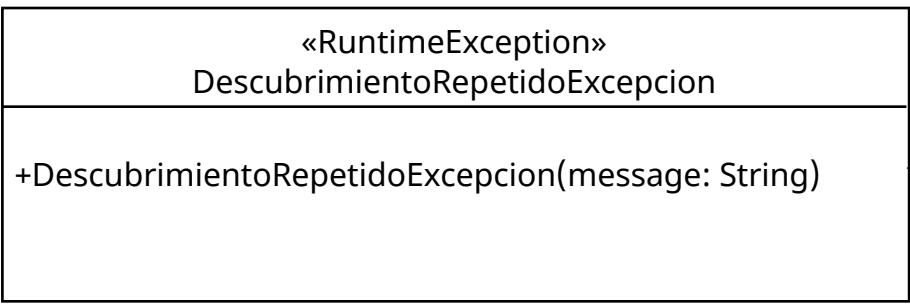 «RuntimeException»
DescubrimientoRepetidoExcepcion
+DescubrimientoRepetidoExcepcion(message: String)